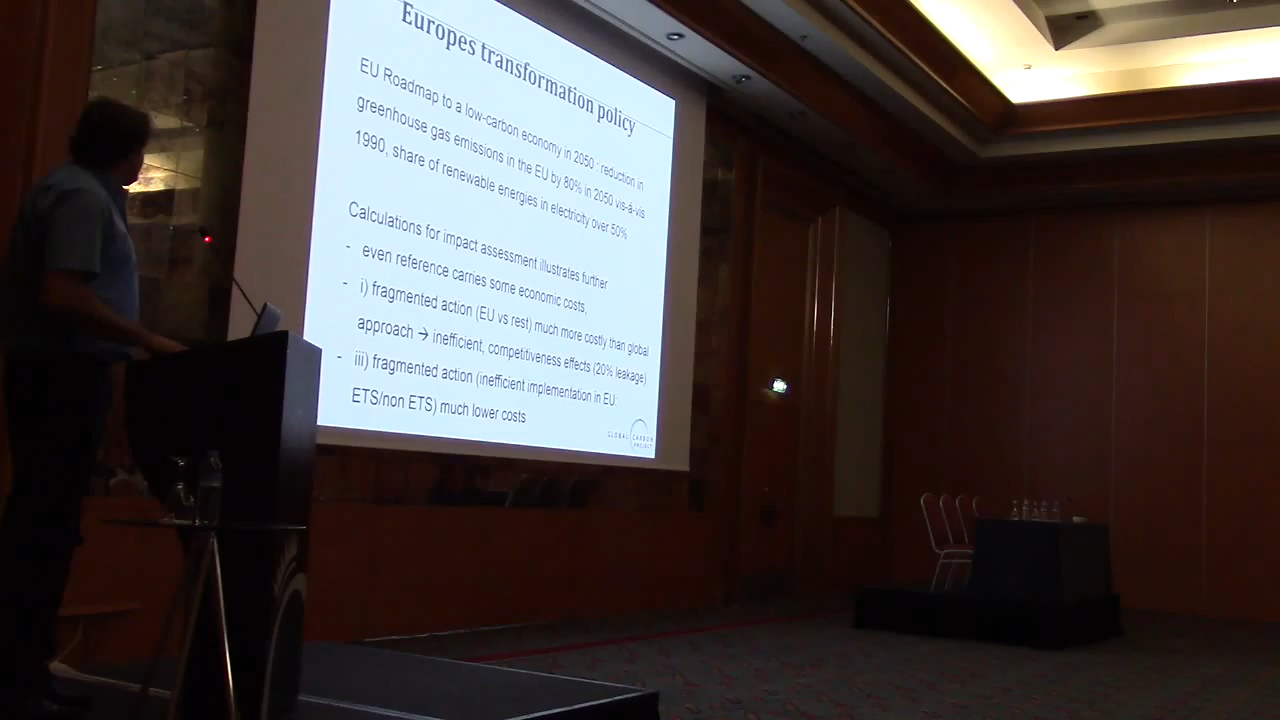 Europes transformation policy
EU Roadmap to a low-carbon economy in 2050 : reduction in
greenhouse gas emissions in the EU by 80% in 2050 vis-à-vis
1990, share of renewable energies in electricity over 50%
Calculations for impact assessment illustrates further
- even reference carries some economic costs,
- i) fragmented action (EU vs rest) much more costly than global
approach → inefficient, competitiveness effects (20% leakage)
- iii) fragmented action (inefficient implementation in EU:
ETS/non ETS) much lower costs
GLOBAL CARBON
PROJECT